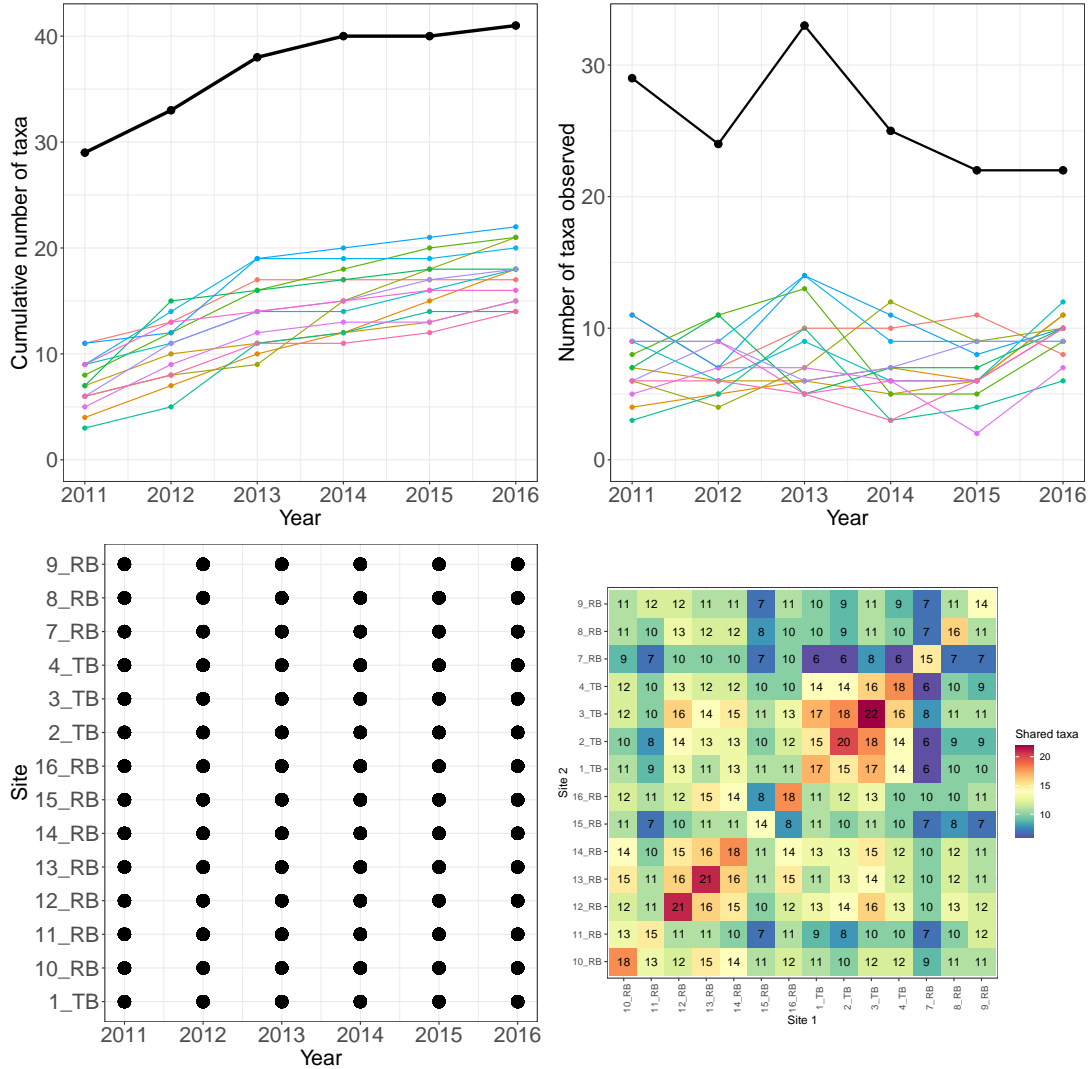 40
30
20
10
0
Cumulative number of taxa
2011 2012 2013 2014 2015 2016
Year
30
20
10
0
Number of taxa observed
2011 2012 2013 2014 2015 2016
Year
9_RB
8_RB
7_RB
4_TB
3_TB
2_TB
16_RB
15_RB
14_RB
13_RB
12_RB
11_RB
10_RB
1_TB
Site
2011 2012 2013 2014 2015 2016
Year
9_RB 11 12 12 11 11 7 11 10 9 11 9 7 11 14
8_RB 11 10 13 12 12 8 10 10 9 11 10 7 16 11
7_RB 9 7 10 10 10 7 10 6 6 8 6 15 7 7
4_TB 12 10 13 12 12 10 10 14 14 16 18 6 10 9
3_TB 12 10 16 14 15 11 13 17 18 22 16 8 11 11
2_TB 10 8 14 13 13 10 12 15 20 18 14 6 9 9
1_TB 11 9 13 11 13 11 11 17 15 17 14 6 10 10
16_RB 12 11 12 15 14 8 18 11 12 13 10 10 10 11
15_RB 11 7 10 11 11 14 8 11 10 11 10 7 8 7
14_RB 14 10 15 16 18 11 14 13 13 15 12 10 12 11
13_RB 15 11 16 21 16 11 15 11 13 14 12 10 12 11
12_RB 12 11 21 16 15 10 12 13 14 16 13 10 13 12
11_RB 13 15 11 11 10 7 11 9 8 10 10 7 10 12
10_RB 18 13 12 15 14 11 12 11 10 12 12 9 11 11
Site 2
10_RB 11_RB 12_RB 13_RB 14_RB 15_RB 16_RB 1_TB 2_TB 3_TB 4_TB 7_RB 8_RB 9_RB
Site 1
Shared taxa
20
15
10